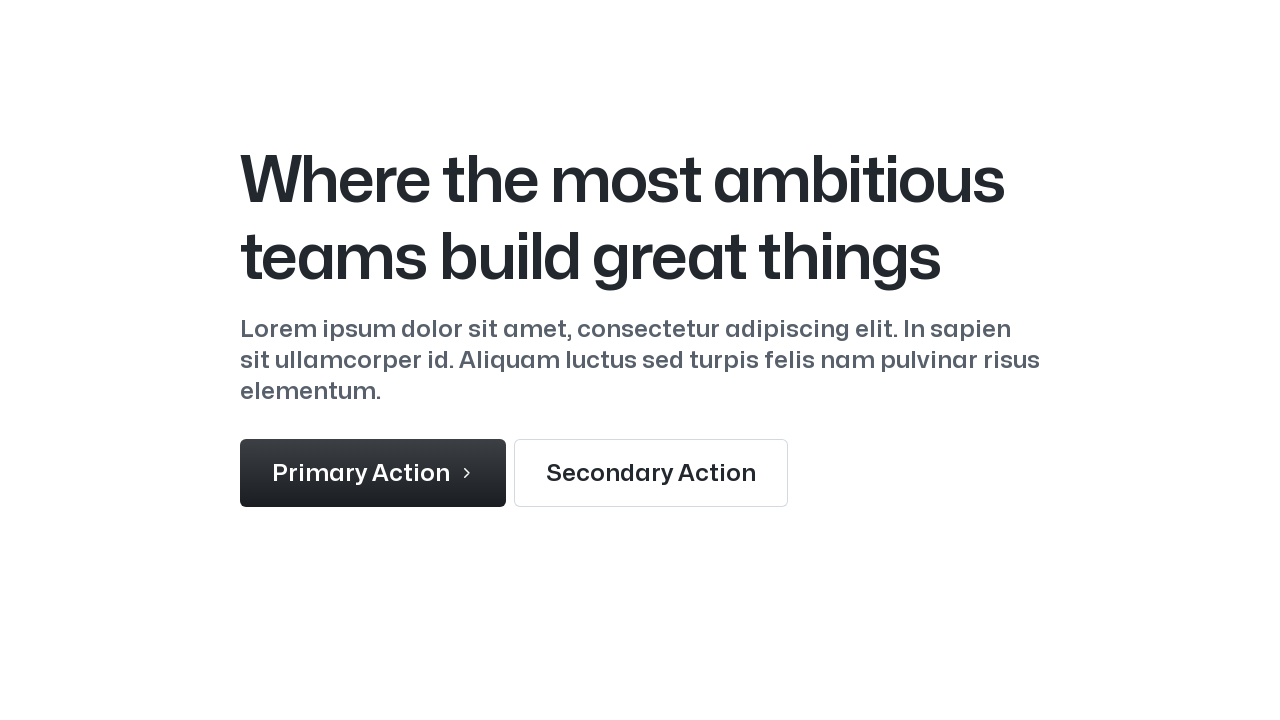 Where the most ambitious
teams build great things
Lorem ipsum dolor sit amet, consectetur adipiscing elit. In sapien
sit ullamcorper id. Aliquam luctus sed turpis felis nam pulvinar risus
elementum.
Primary Action
Secondary Action